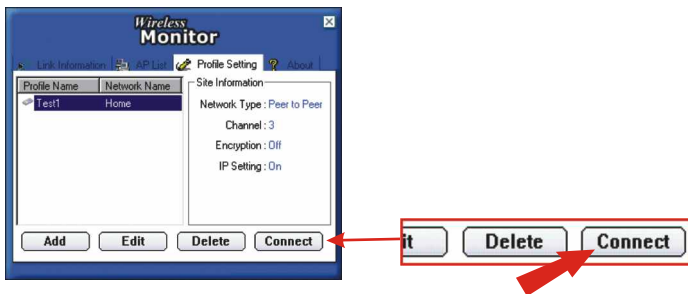 Wireless
Monitor
Link Information AP List Profile Setting About
Profile Name Network Name
Test1 Home
Site Information
Network Type : Peer to Peer
Channel : 3
Encryption : Off
IP Setting : On
Add Edit Delete Connect
it Delete Connect